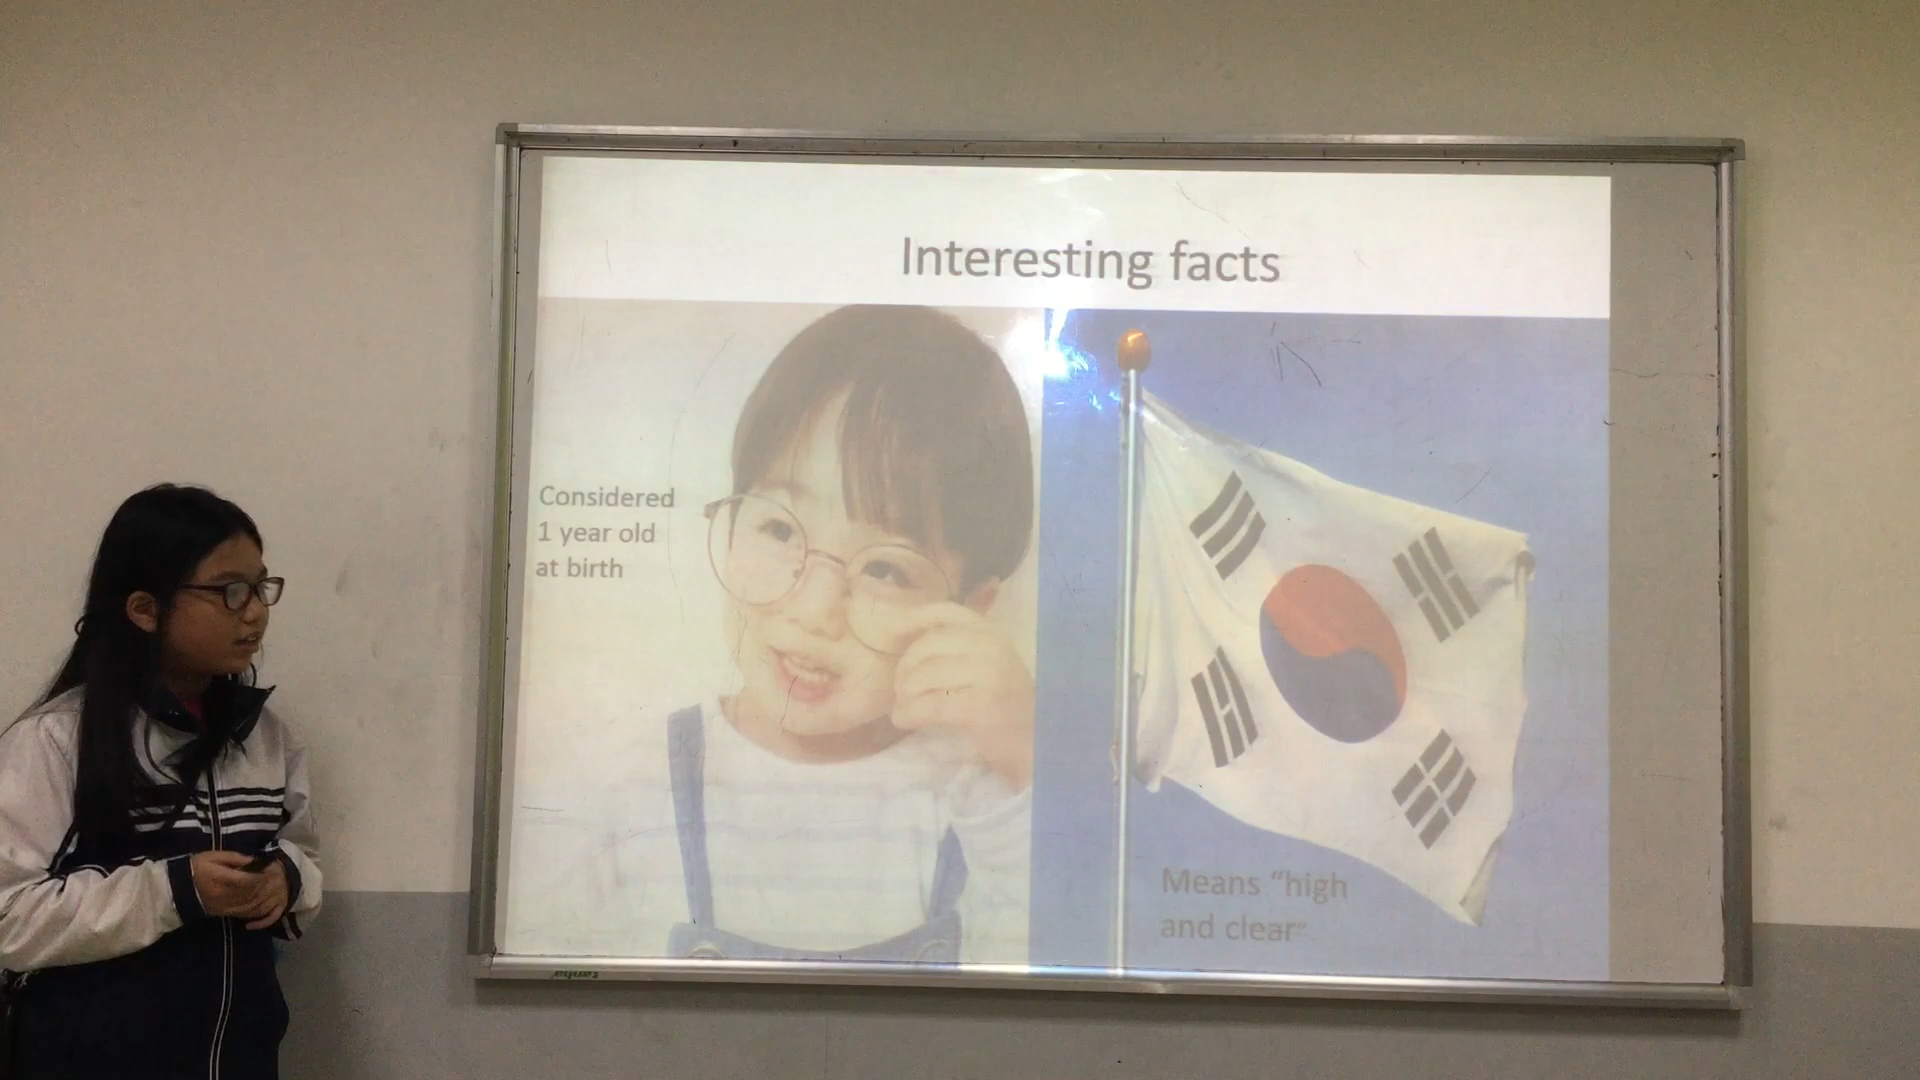 Interesting facts
Considered
1 year old
at birth
Means “high
and clear”